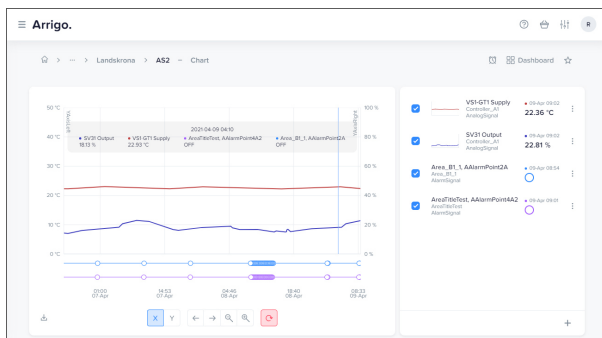 Arrigo.
R
> ... > Landskrona > AS2 – Chart
Dashboard
50 °C
100 %
YAxisRight
2021-04-09 04:10
SV31 Output
18.13 %
VS1-GT1 Supply
22.93 °C
AreaTitleTest, AAlarmPoint4A2
OFF
Area_B1_1, AAlarmPoint2A
OFF
40 °C
80 %
30 °C
60 %
20 °C
40 %
10 °C
20 %
0 °C
0 %
01:00
07-Apr
14:53
07-Apr
04:46
08-Apr
18:40
08-Apr
08:33
09-Apr
X
Y
VS1-GT1 Supply
Controller_A1
AnalogSignal
09-Apr 09:02
22.36 °C
SV31 Output
Controller_A1
AnalogSignal
09-Apr 09:02
22.81 %
Area_B1_1, AAlarmPoint2A
Area_B1_1
AlarmSignal
09-Apr 08:54
AreaTitleTest, AAlarmPoint4A2
AreaTitleTest
AlarmSignal
09-Apr 09:01